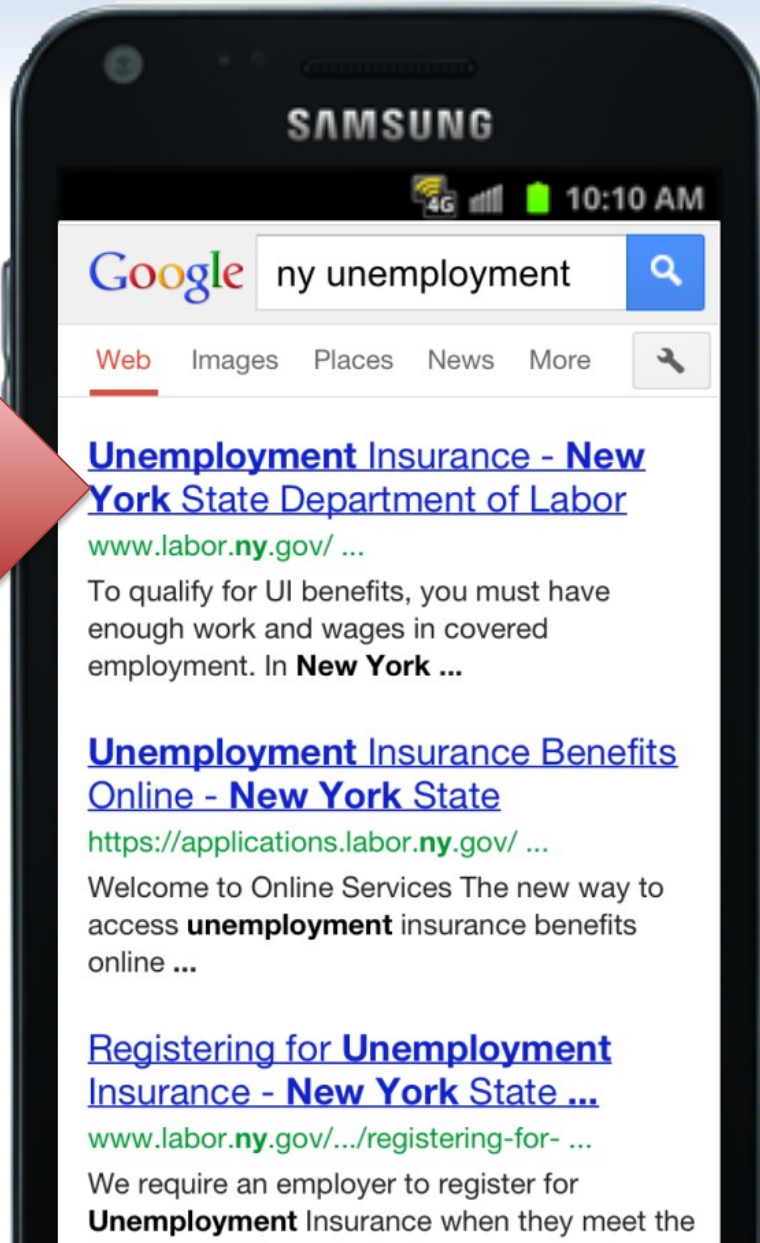 SAMSUNG
4G 10:10 AM
Google ny unemployment
Web Images Places News More
Unemployment Insurance - New
York State Department of Labor
www.labor.ny.gov/ ...
To qualify for UI benefits, you must have
enough work and wages in covered
employment. In New York ...
Unemployment Insurance Benefits
Online - New York State
https://applications.labor.ny.gov/ ...
Welcome to Online Services The new way to
access unemployment insurance benefits
online ...
Registering for Unemployment
Insurance - New York State ...
www.labor.ny.gov/.../registering-for- ...
We require an employer to register for
Unemployment Insurance when they meet the